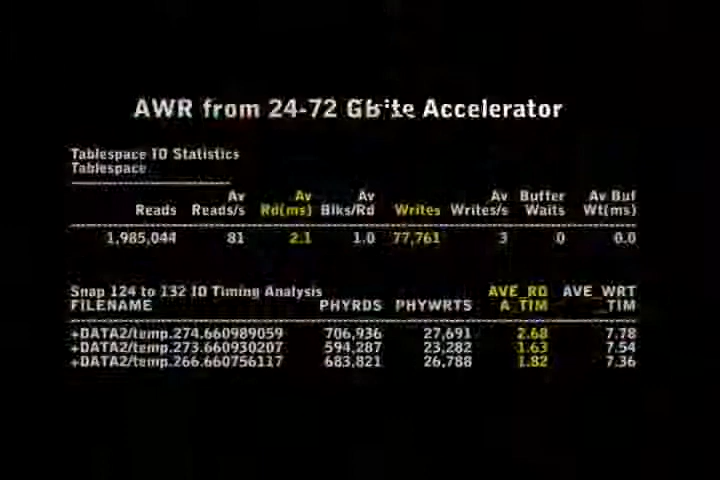 AWR from 24-72 GByte Accelerator
Tablespace IO Statistics
Tablespace
Av Av Av Av Buffer Av Buf
Reads Reads/s Rd(ms) Blks/Rd Writes Writes/s Waits Wt(ms)
1,985,044 81 2.1 1.0 77,761 3 0 0.0
Snap 124 to 132 IO Timing Analysis AVE_RD AVE_WRT
FILENAME PHYRDS PHYWRTS A_TIM _TIM
+DATA2/temp.274.660989059 706,936 27,691 2.68 7.78
+DATA2/temp.273.660930207 594,287 23,282 1.63 7.54
+DATA2/temp.266.660756117 683,821 26,788 1.82 7.36